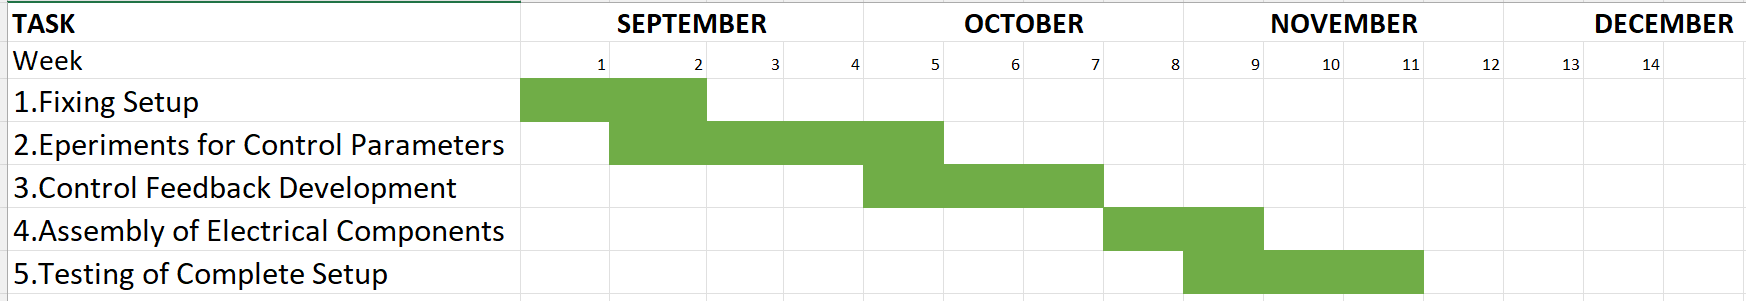 TASK SEPTEMBER OCTOBER NOVEMBER DECEMBER
Week 1 2 3 4 5 6 7 8 9 10 11 12 13 14
1.Fixing Setup
2.Eperiments for Control Parameters
3.Control Feedback Development
4.Assembly of Electrical Components
5.Testing of Complete Setup